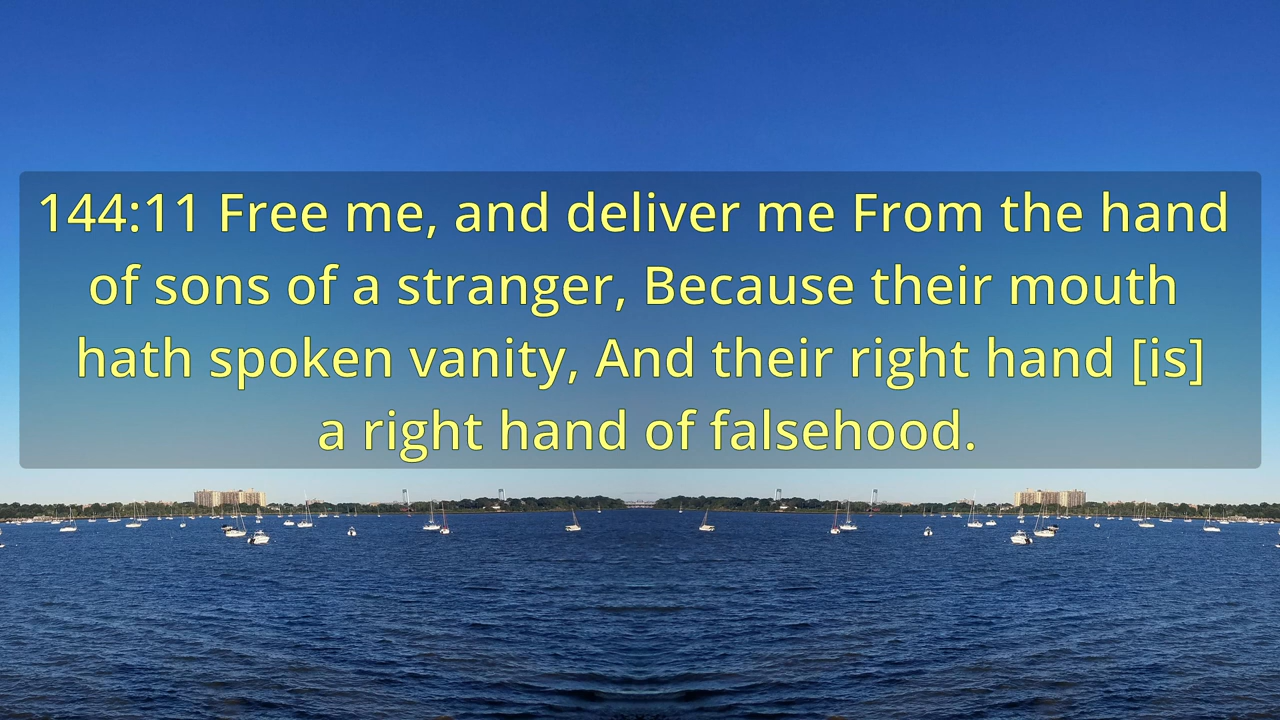 144:11 Free me, and deliver me From the hand
of sons of a stranger, Because their mouth
hath spoken vanity, And their right hand [is]
a right hand of falsehood.